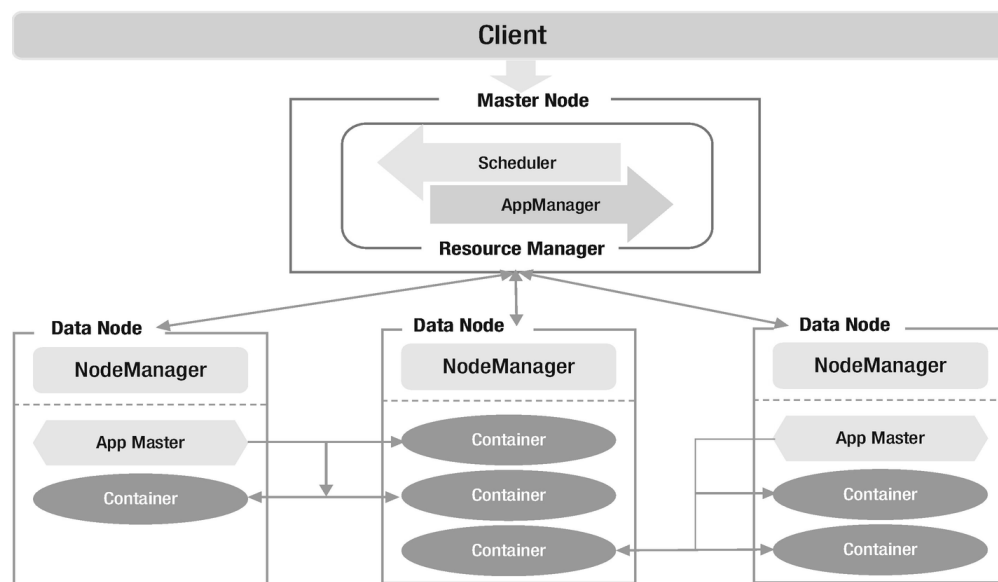 Client
Master Node
Scheduler
AppManager
Resource Manager
Data Node
NodeManager
App Master
Container
Data Node
NodeManager
Container
Container
Container
Data Node
NodeManager
App Master
Container
Container